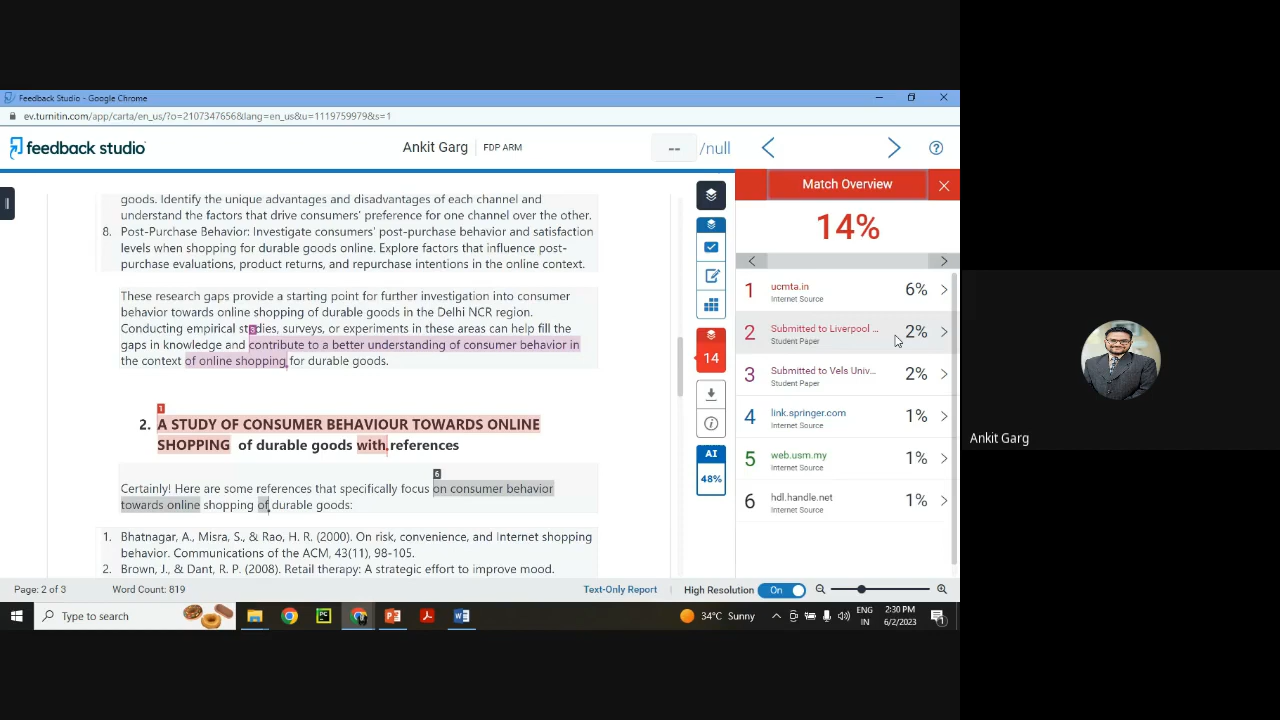 Feedback Studio - Google Chrome
ev.turnitin.com/app/carta/en_us/?o=2107347656&lang=en_us&u=1119759979&s=1
feedback studio
Ankit Garg
FDP ARM
--
/null
goods. Identify the unique advantages and disadvantages of each channel and
understand the factors that drive consumers' preference for one channel over the other.
8. Post-Purchase Behavior: Investigate consumers' post-purchase behavior and satisfaction
levels when shopping for durable goods online. Explore factors that influence post-
purchase evaluations, product returns, and repurchase intentions in the online context.
These research gaps provide a starting point for further investigation into consumer
behavior towards online shopping of durable goods in the Delhi NCR region.
Conducting empirical studies, surveys, or experiments in these areas can help fill the
gaps in knowledge and contribute to a better understanding of consumer behavior in
the context of online shopping for durable goods.
1
2. A STUDY OF CONSUMER BEHAVIOUR TOWARDS ONLINE
SHOPPING of durable goods with references
6
Certainly! Here are some references that specifically focus on consumer behavior
towards online shopping of durable goods:
1. Bhatnagar, A., Misra, S., & Rao, H. R. (2000). On risk, convenience, and Internet shopping
behavior. Communications of the ACM, 43(11), 98-105.
2. Brown, J., & Dant, R. P. (2008). Retail therapy: A strategic effort to improve mood.
14
AI
48%
Match Overview
14%
1 ucmta.in 6%
Internet Source
2 Submitted to Liverpool ... 2%
Student Paper
3 Submitted to Vels Univ... 2%
Student Paper
4 link.springer.com 1%
Internet Source
5 web.usm.my 1%
Internet Source
6 hdl.handle.net 1%
Internet Source
Page: 2 of 3
Word Count: 819
Text-Only Report
High Resolution
On
Type to search
PC
34°C Sunny
ENG
IN
2:30 PM
6/2/2023
1
Ankit Garg